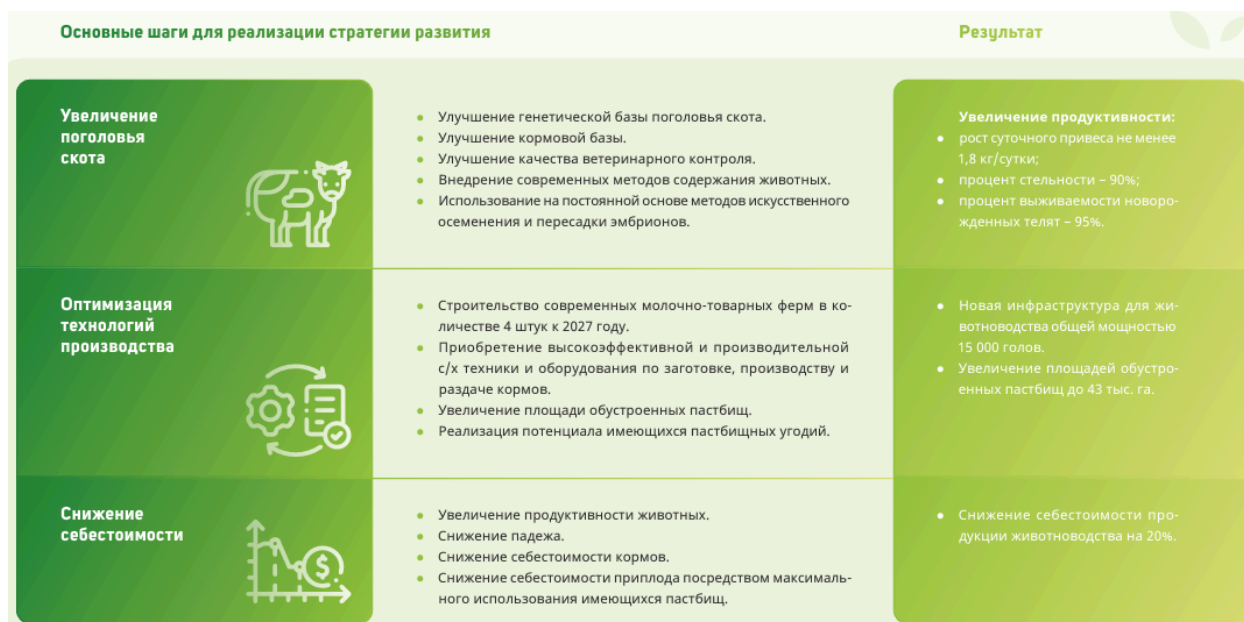 Основные шаги для реализации стратегии развития
Результат
Увеличение
поголовья
скота
● Улучшение генетической базы поголовья скота.
● Улучшение кормовой базы.
● Улучшение качества ветеринарного контроля.
● Внедрение современных методов содержания животных.
● Использование на постоянной основе методов искусственного
осеменения и пересадки эмбрионов.
Увеличение продуктивности:
● рост суточного привеса не менее
1,8 кг/сутки;
● процент стельности – 90%;
● процент выживаемости новоро-
жденных телят – 95%.
Оптимизация
технологий
производства
● Строительство современных молочно-товарных ферм в ко-
личестве 4 штук к 2027 году.
● Приобретение высокоэффективной и производительной
с/х техники и оборудования по заготовке, производству и
раздаче кормов.
● Увеличение площади обустроенных пастбищ.
● Реализация потенциала имеющихся пастбищных угодий.
● Новая инфраструктура для жи-
вотноводства общей мощностью
15 000 голов.
● Увеличение площадей обустро-
енных пастбищ до 43 тыс. га.
Снижение
себестоимости
$
● Увеличение продуктивности животных.
● Снижение падежа.
● Снижение себестоимости кормов.
● Снижение себестоимости приплода посредством максималь-
ного использования имеющихся пастбищ.
● Снижение себестоимости про-
дукции животноводства на 20%.